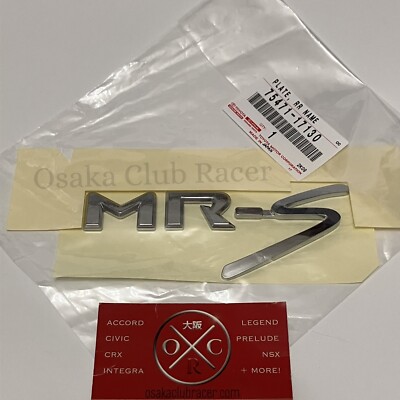 PLATE, RR NAME
75471-17130
1
Osaka Club Racer
MR-S
ACCORD
CIVIC
CRX
INTEGRA
大阪
O C
R
LEGEND
PRELUDE
NSX
+ MORE!
osakaclubracer.com